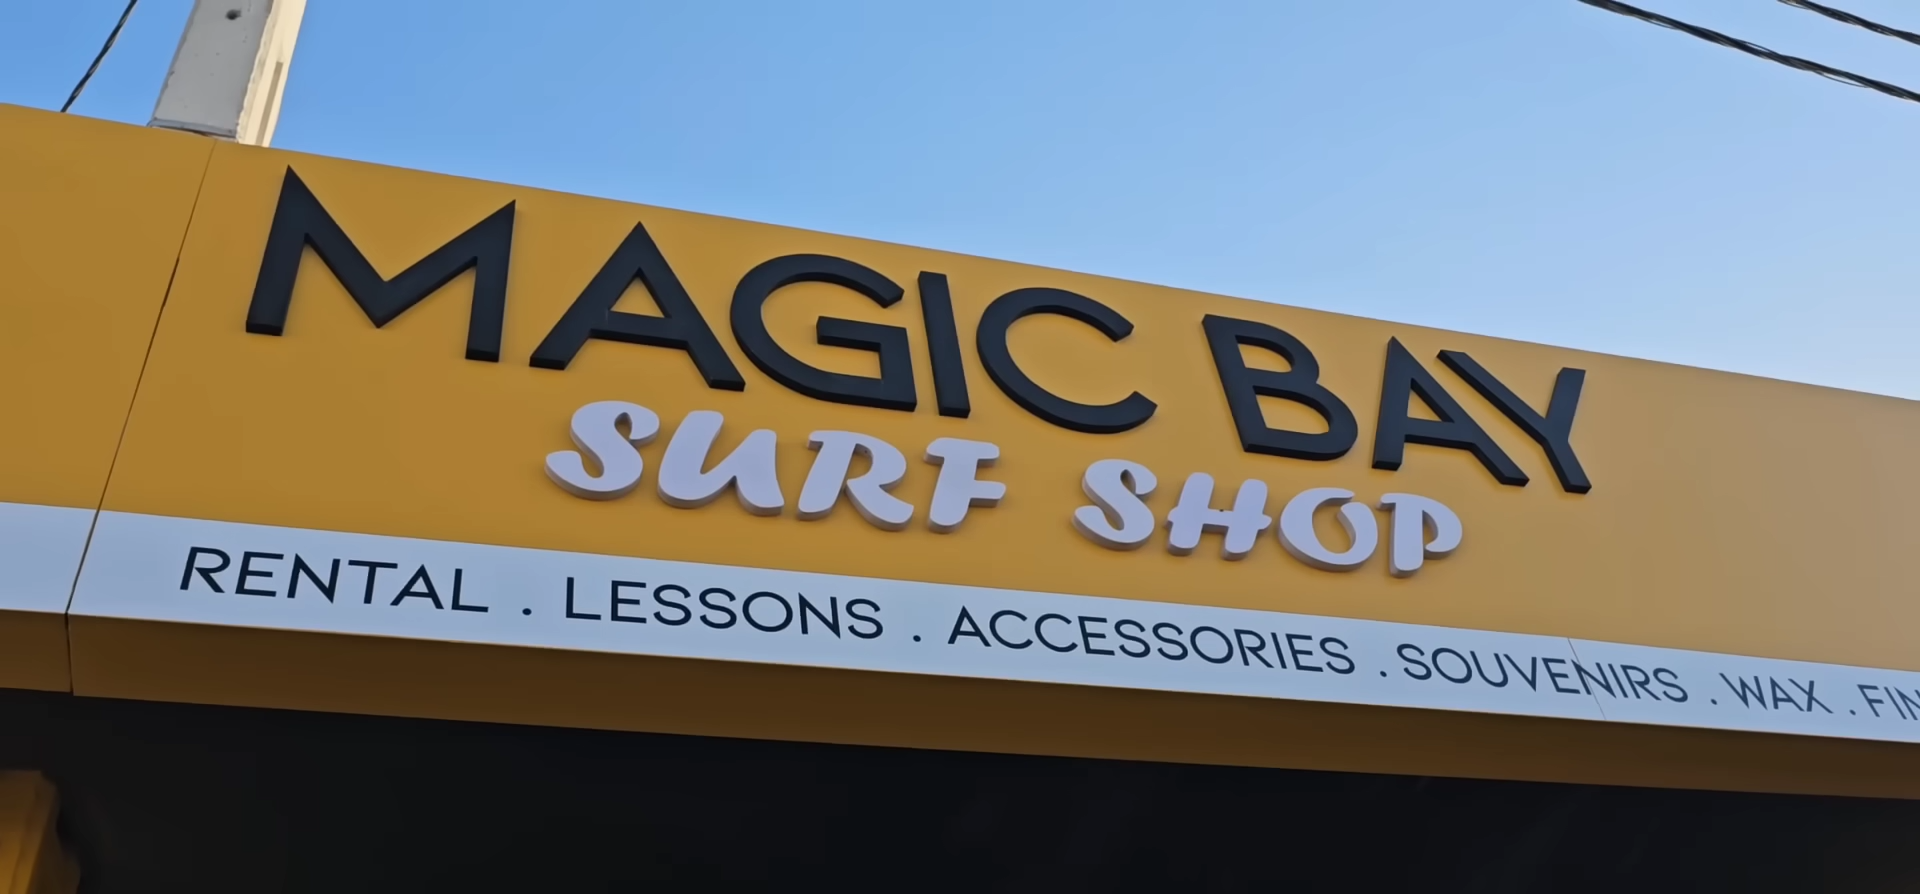 MAGIC BAY
SURF SHOP
RENTAL . LESSONS . ACCESSORIES . SOUVENIRS . WAX .